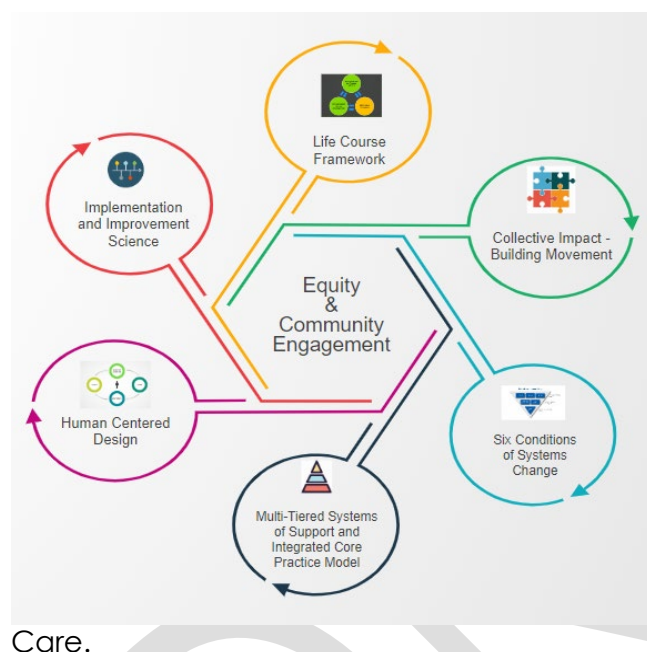 Life Course
Framework
Implementation
and Improvement
Science
Collective Impact -
Building Movement
Equity
&
Community
Engagement
Human Centered
Design
Six Conditions
of Systems
Change
Multi-Tiered Systems
of Support and
Integrated Core
Practice Model
Care.